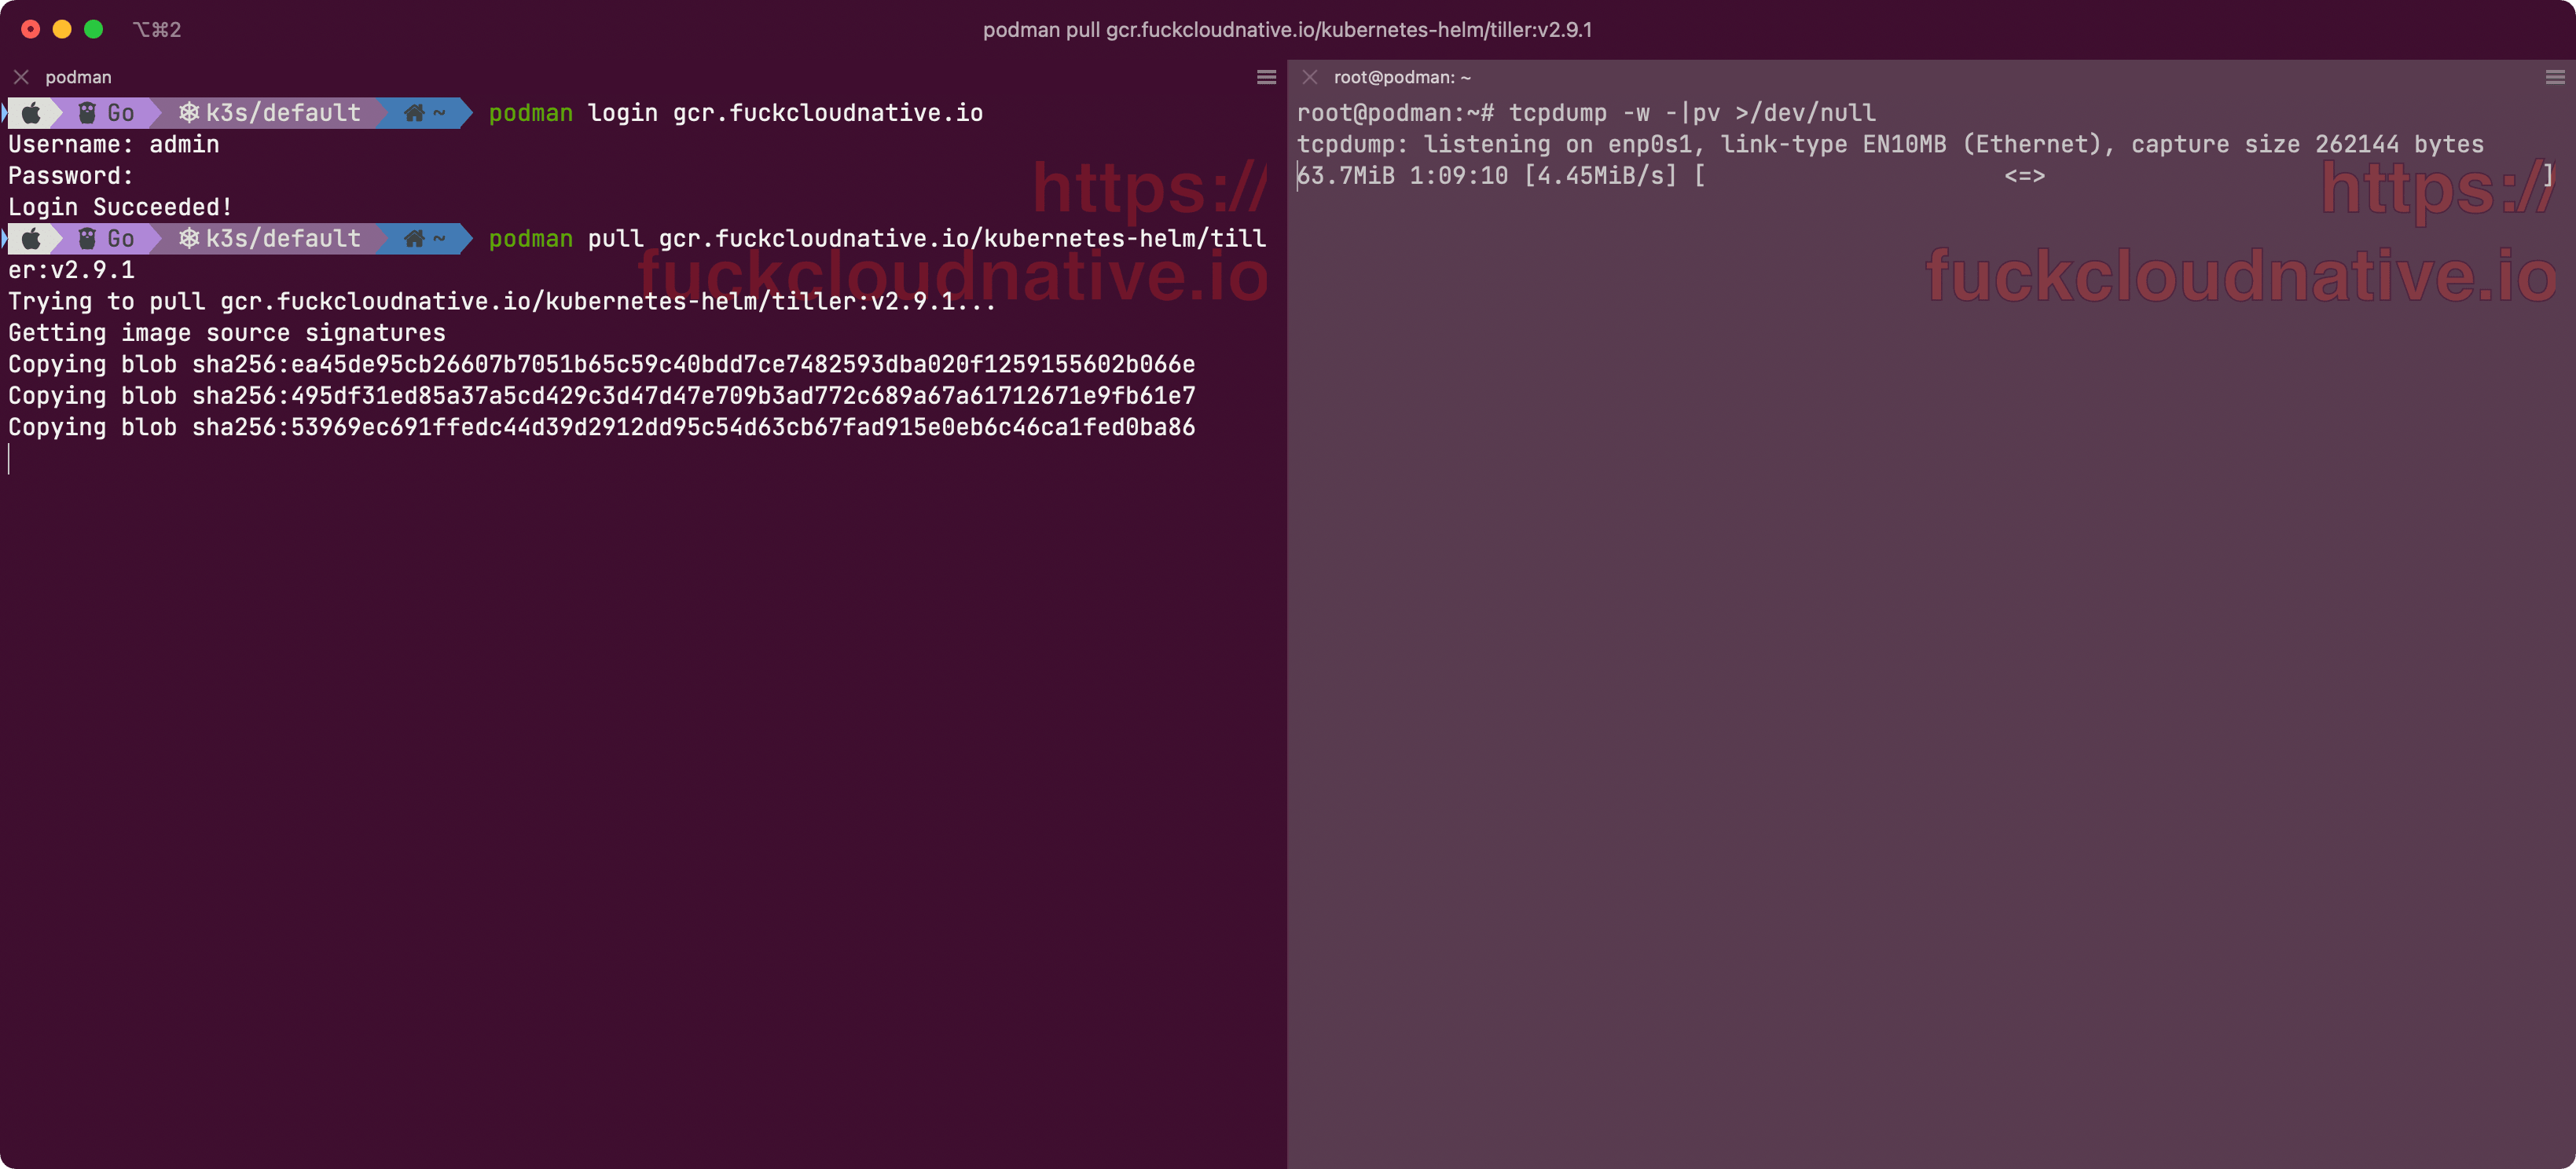 ⌥⌘2
podman pull gcr.fuckcloudnative.io/kubernetes-helm/tiller:v2.9.1
podman
Go k3s/default ~ podman login gcr.fuckcloudnative.io
Username: admin
Password:
Login Succeeded!
Go k3s/default ~ podman pull gcr.fuckcloudnative.io/kubernetes-helm/till
er:v2.9.1
Trying to pull gcr.fuckcloudnative.io/kubernetes-helm/tiller:v2.9.1...
Getting image source signatures
Copying blob sha256:ea45de95cb26607b7051b65c59c40bdd7ce7482593dba020f1259155602b066e
Copying blob sha256:495df31ed85a37a5cd429c3d47d47e709b3ad772c689a67a61712671e9fb61e7
Copying blob sha256:53969ec691ffedc44d39d2912dd95c54d63cb67fad915e0eb6c46ca1fed0ba86
https://
fuckcloudnative.io
root@podman: ~
root@podman:~# tcpdump -w -|pv >/dev/null
tcpdump: listening on enp0s1, link-type EN10MB (Ethernet), capture size 262144 bytes
63.7MiB 1:09:10 [4.45MiB/s] [ <=> ]
https://
fuckcloudnative.io